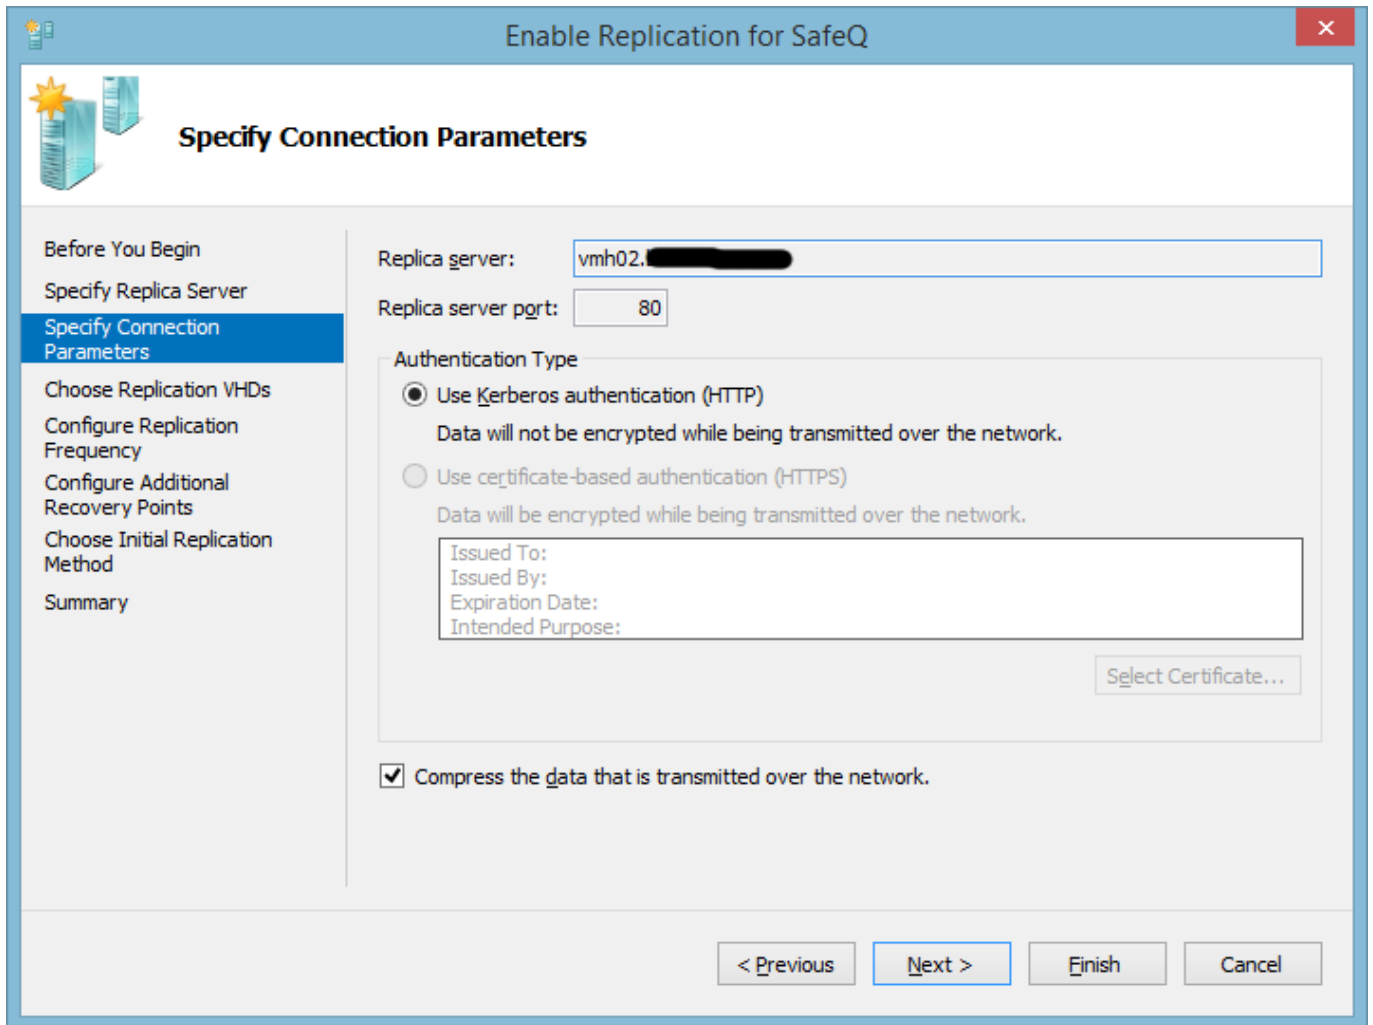 Enable Replication for SafeQ
Specify Connection Parameters
Before You Begin
Specify Replica Server
Specify Connection
Parameters
Choose Replication VHDs
Configure Replication
Frequency
Configure Additional
Recovery Points
Choose Initial Replication
Method
Summary
Replica server: vmh02.
Replica server port: 80
Authentication Type
Use Kerberos authentication (HTTP)
Data will not be encrypted while being transmitted over the network.
Use certificate-based authentication (HTTPS)
Data will be encrypted while being transmitted over the network.
Issued To:
Issued By:
Expiration Date:
Intended Purpose:
Select Certificate...
Compress the data that is transmitted over the network.
< Previous Next > Finish Cancel